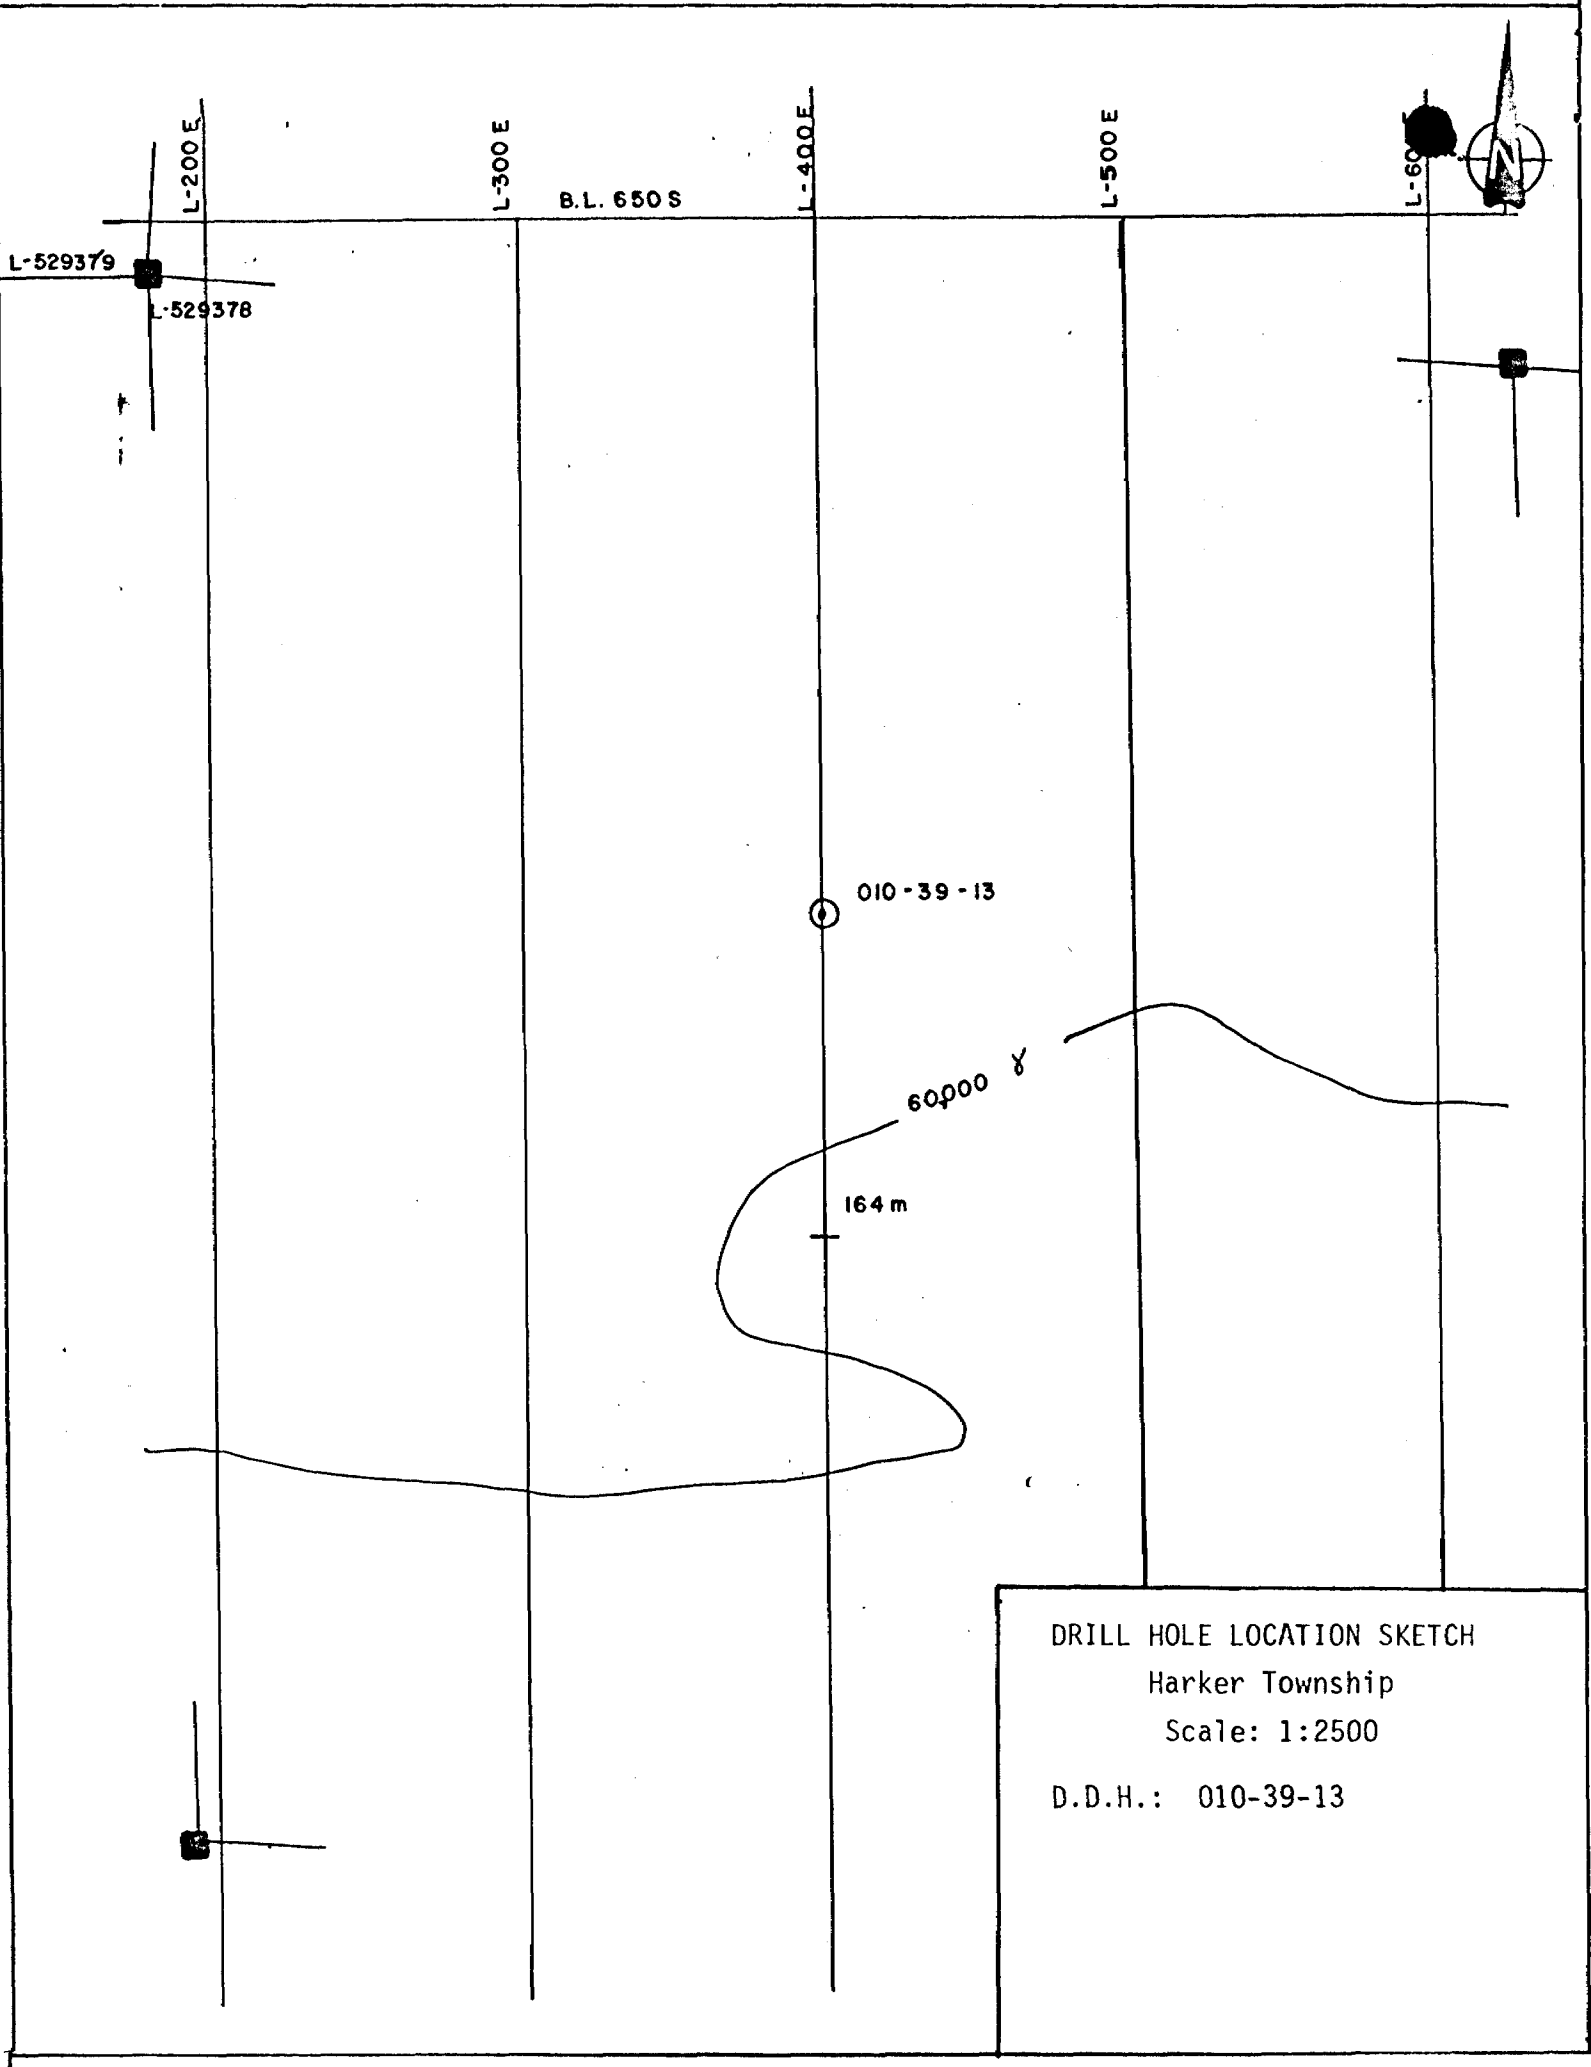 L-200 E
L-300 E
L-400 E
L-500 E
L-60
N
B.L. 650 S
L-529379
L-529378
010-39-13
60,000 γ
164 m
DRILL HOLE LOCATION SKETCH
Harker Township
Scale: 1:2500
D.D.H.: 010-39-13